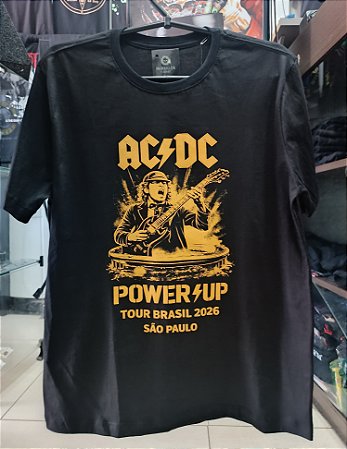 AC⚡DC
POWER⚡UP
TOUR BRASIL 2026
SÃO PAULO